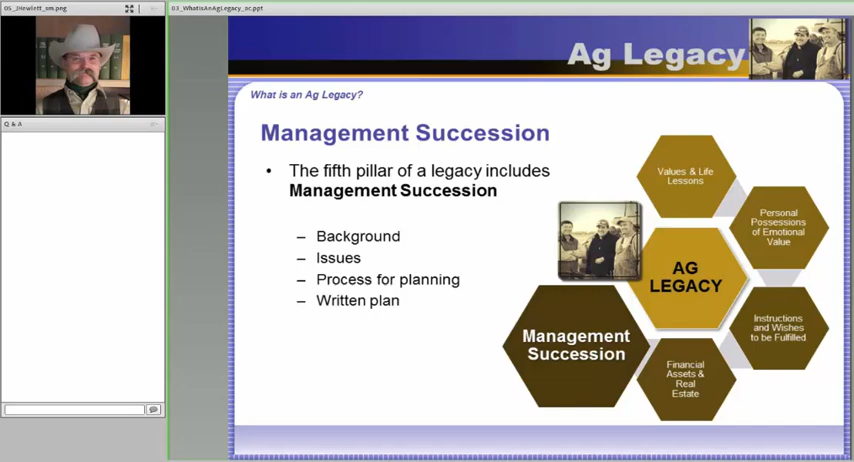 05_JHewlett_sm.png
03_WhatIsAnAgLegacy_oc.ppt
Q & A
Ag Legacy
What is an Ag Legacy?
Management Succession
• The fifth pillar of a legacy includes
Management Succession
– Background
– Issues
– Process for planning
– Written plan
Values & Life
Lessons
Personal
Possessions
of Emotional
Value
AG
LEGACY
Instructions
and Wishes
to be Fulfilled
Management
Succession
Financial
Assets &
Real
Estate